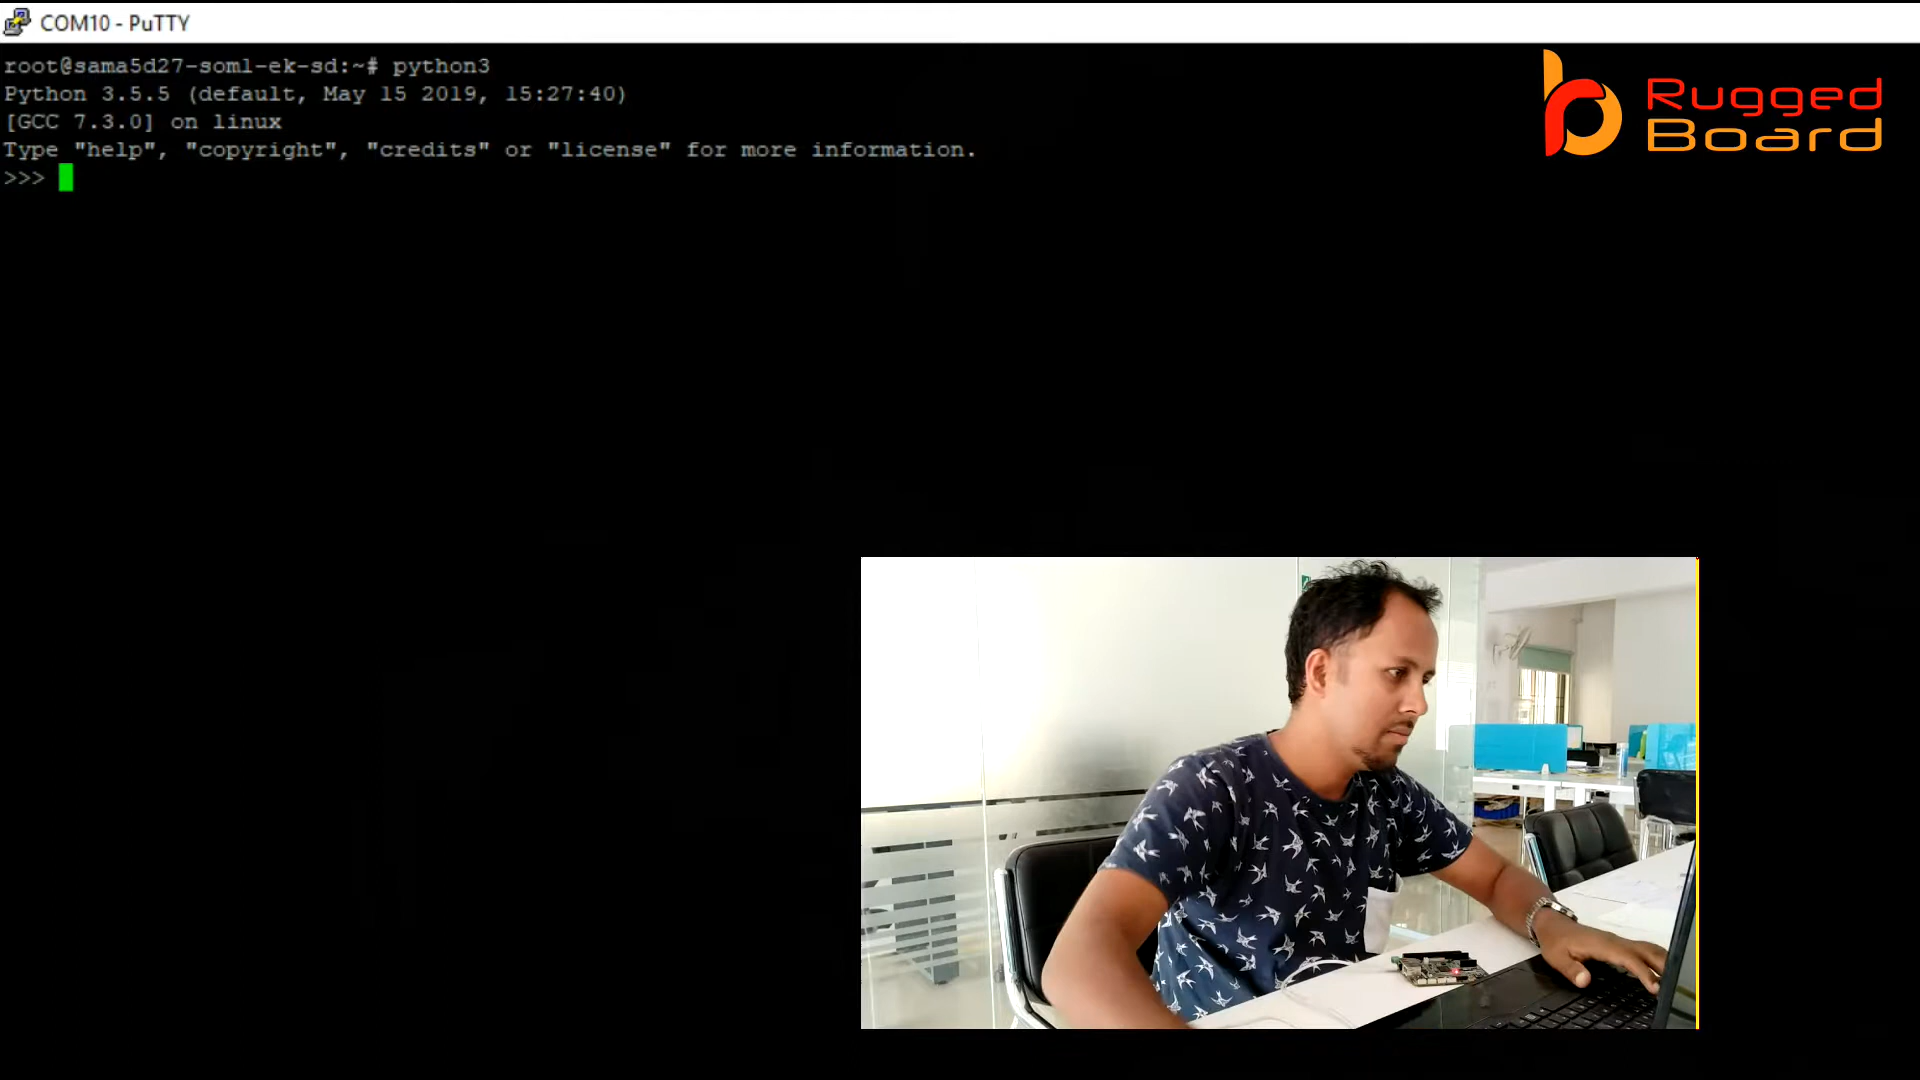 COM10 - PuTTY
root@sama5d27-som1-ek-sd:~# python3
Python 3.5.5 (default, May 15 2019, 15:27:40)
[GCC 7.3.0] on linux
Type "help", "copyright", "credits" or "license" for more information.
>>>
Rugged
Board